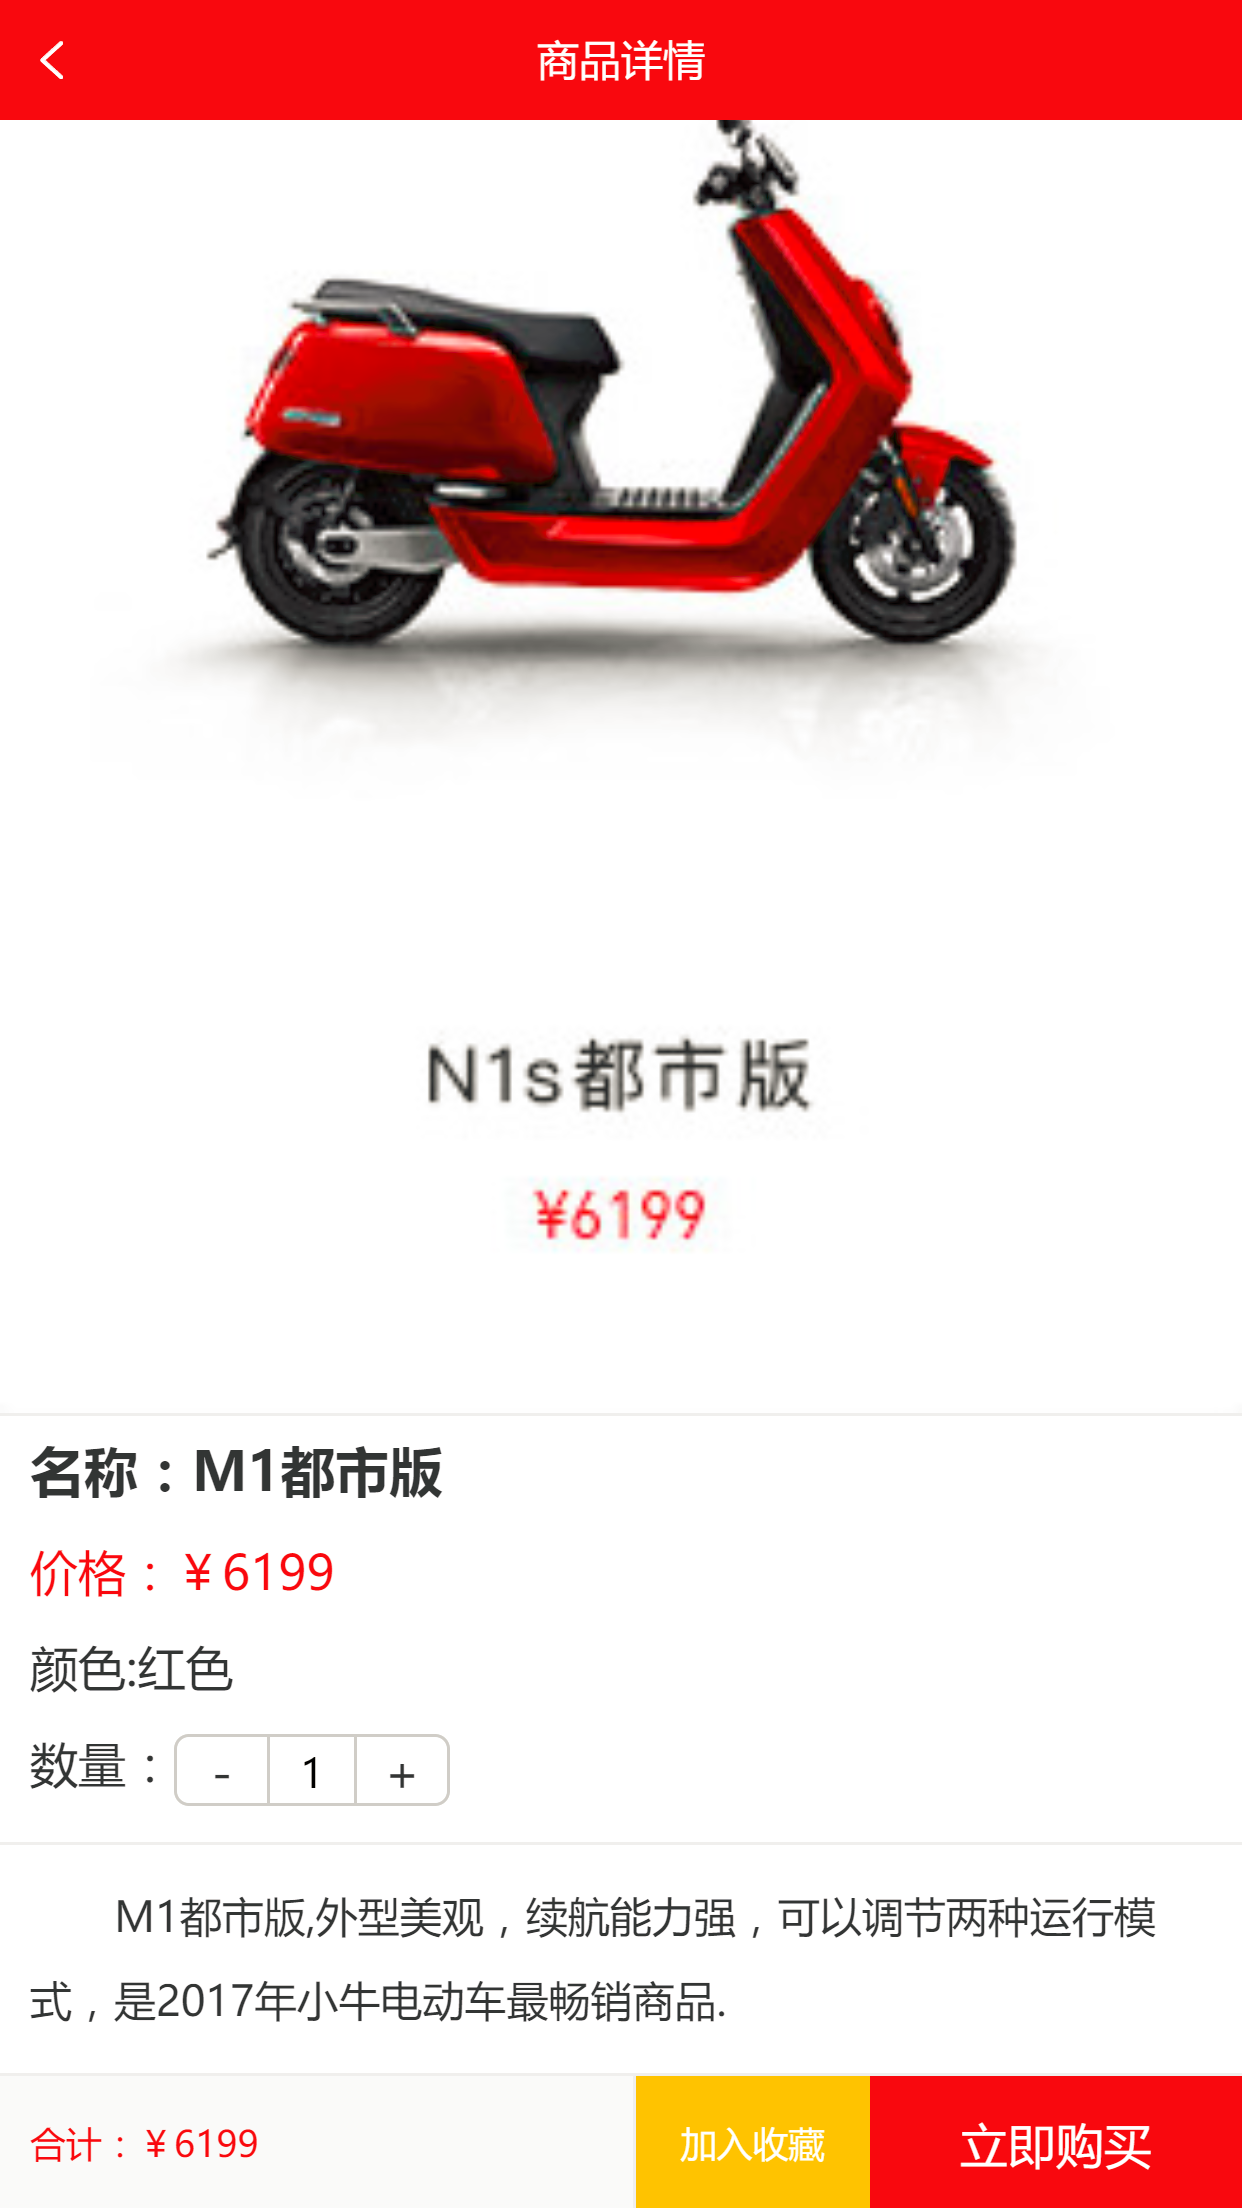 商品详情
N1s都市版
¥6199
名称：M1都市版
价格：￥6199
颜色:红色
数量： - 1 +
M1都市版,外型美观，续航能力强，可以调节两种运行模
式，是2017年小牛电动车最畅销商品.
合计：￥6199 加入收藏 立即购买